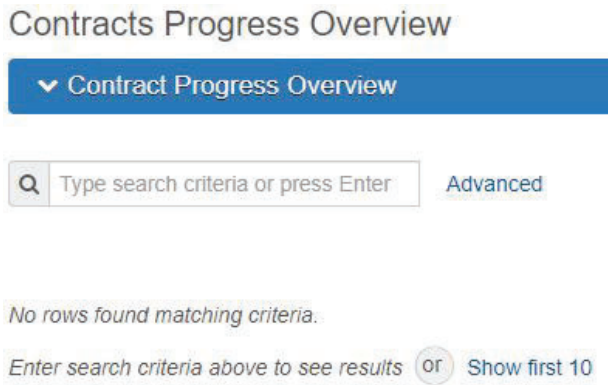 Contracts Progress Overview
Contract Progress Overview
Type search criteria or press Enter Advanced
No rows found matching criteria.
Enter search criteria above to see results or Show first 10